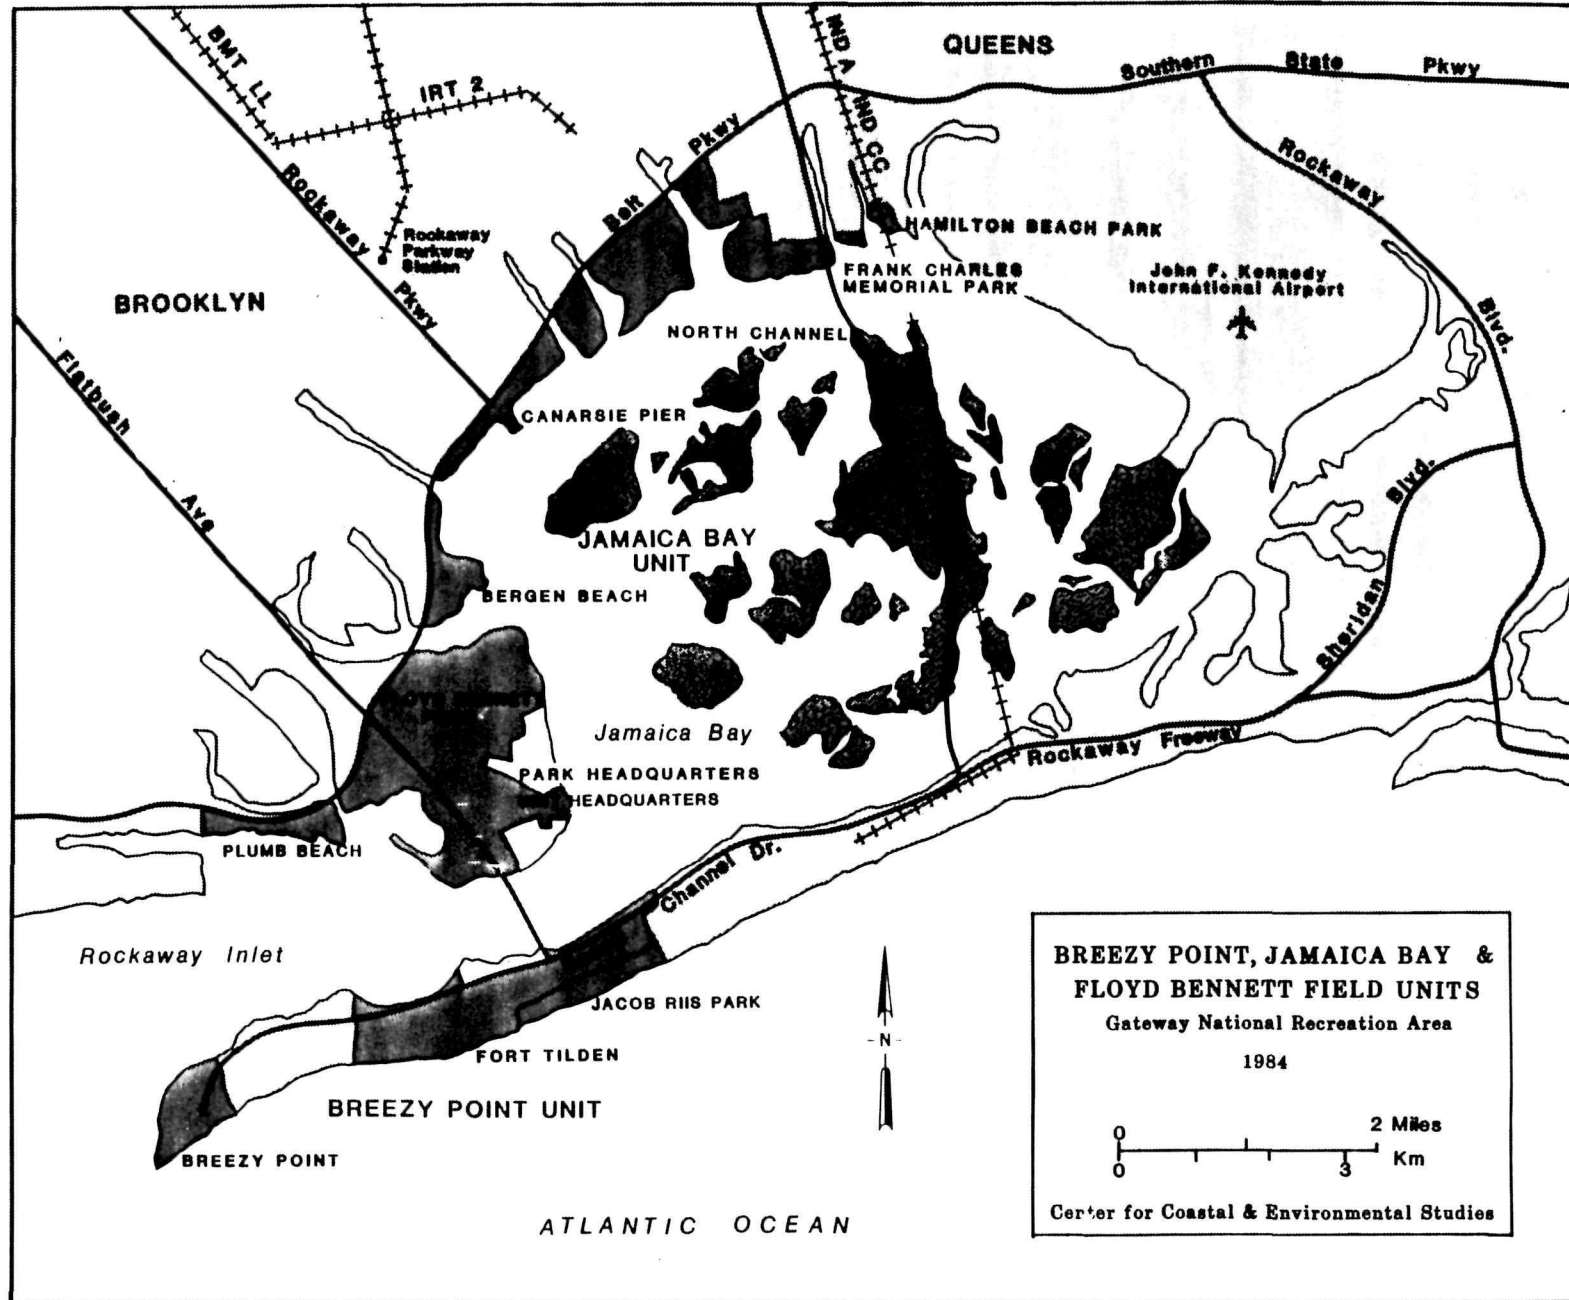 QUEENS
BMT LL
IRT 2
IND A
IND CC
Southern State Pkwy
Belt Pkwy
Rockaway Pkwy
Rockaway Blvd.
Rockaway
Parkway
Station
HAMILTON BEACH PARK
FRANK CHARLES
MEMORIAL PARK
John F. Kennedy
International Airport
BROOKLYN
NORTH CHANNEL
Flatbush Ave
CANARSIE PIER
Sheridan Blvd.
JAMAICA BAY
UNIT
BERGEN BEACH
Jamaica Bay
Rockaway Freeway
PARK HEADQUARTERS
HEADQUARTERS
PLUMB BEACH
Channel Dr.
Rockaway Inlet
JACOB RIIS PARK
FORT TILDEN
BREEZY POINT UNIT
BREEZY POINT
ATLANTIC OCEAN
N
BREEZY POINT, JAMAICA BAY &
FLOYD BENNETT FIELD UNITS
Gateway National Recreation Area
1984
0 2 Miles
0 3 Km
Center for Coastal & Environmental Studies